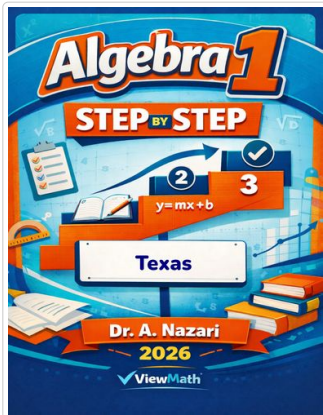 Algebra 1
STEP BY STEP
2
3
y=mx+b
Texas
Dr. A. Nazari
2026
ViewMath